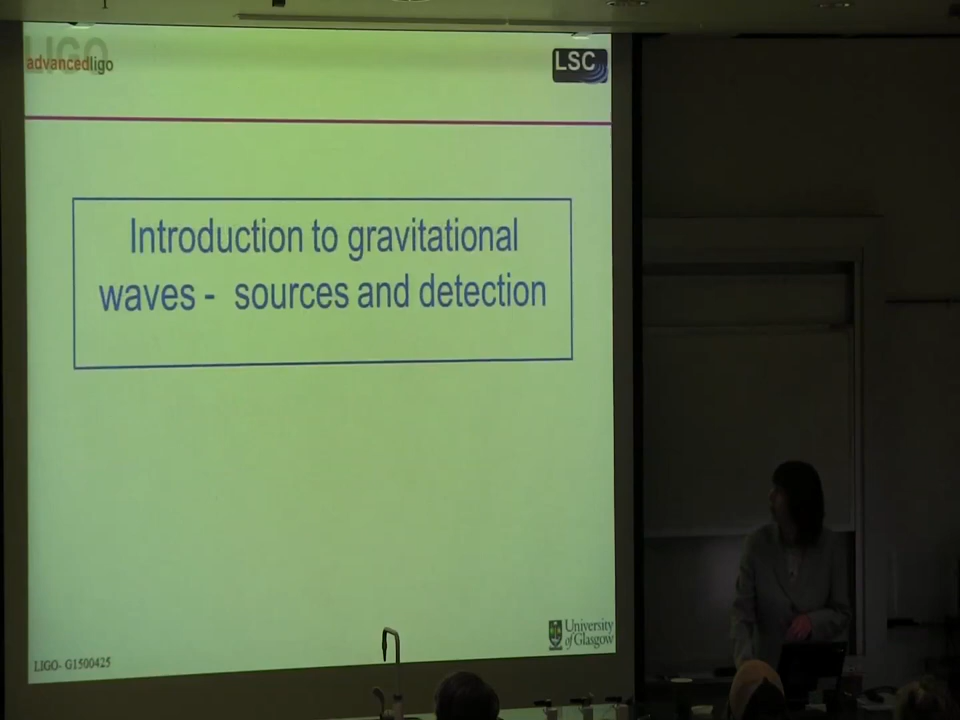 LIGO
advancedligo
LSC
Introduction to gravitational
waves - sources and detection
University
of Glasgow
LIGO- G1500425